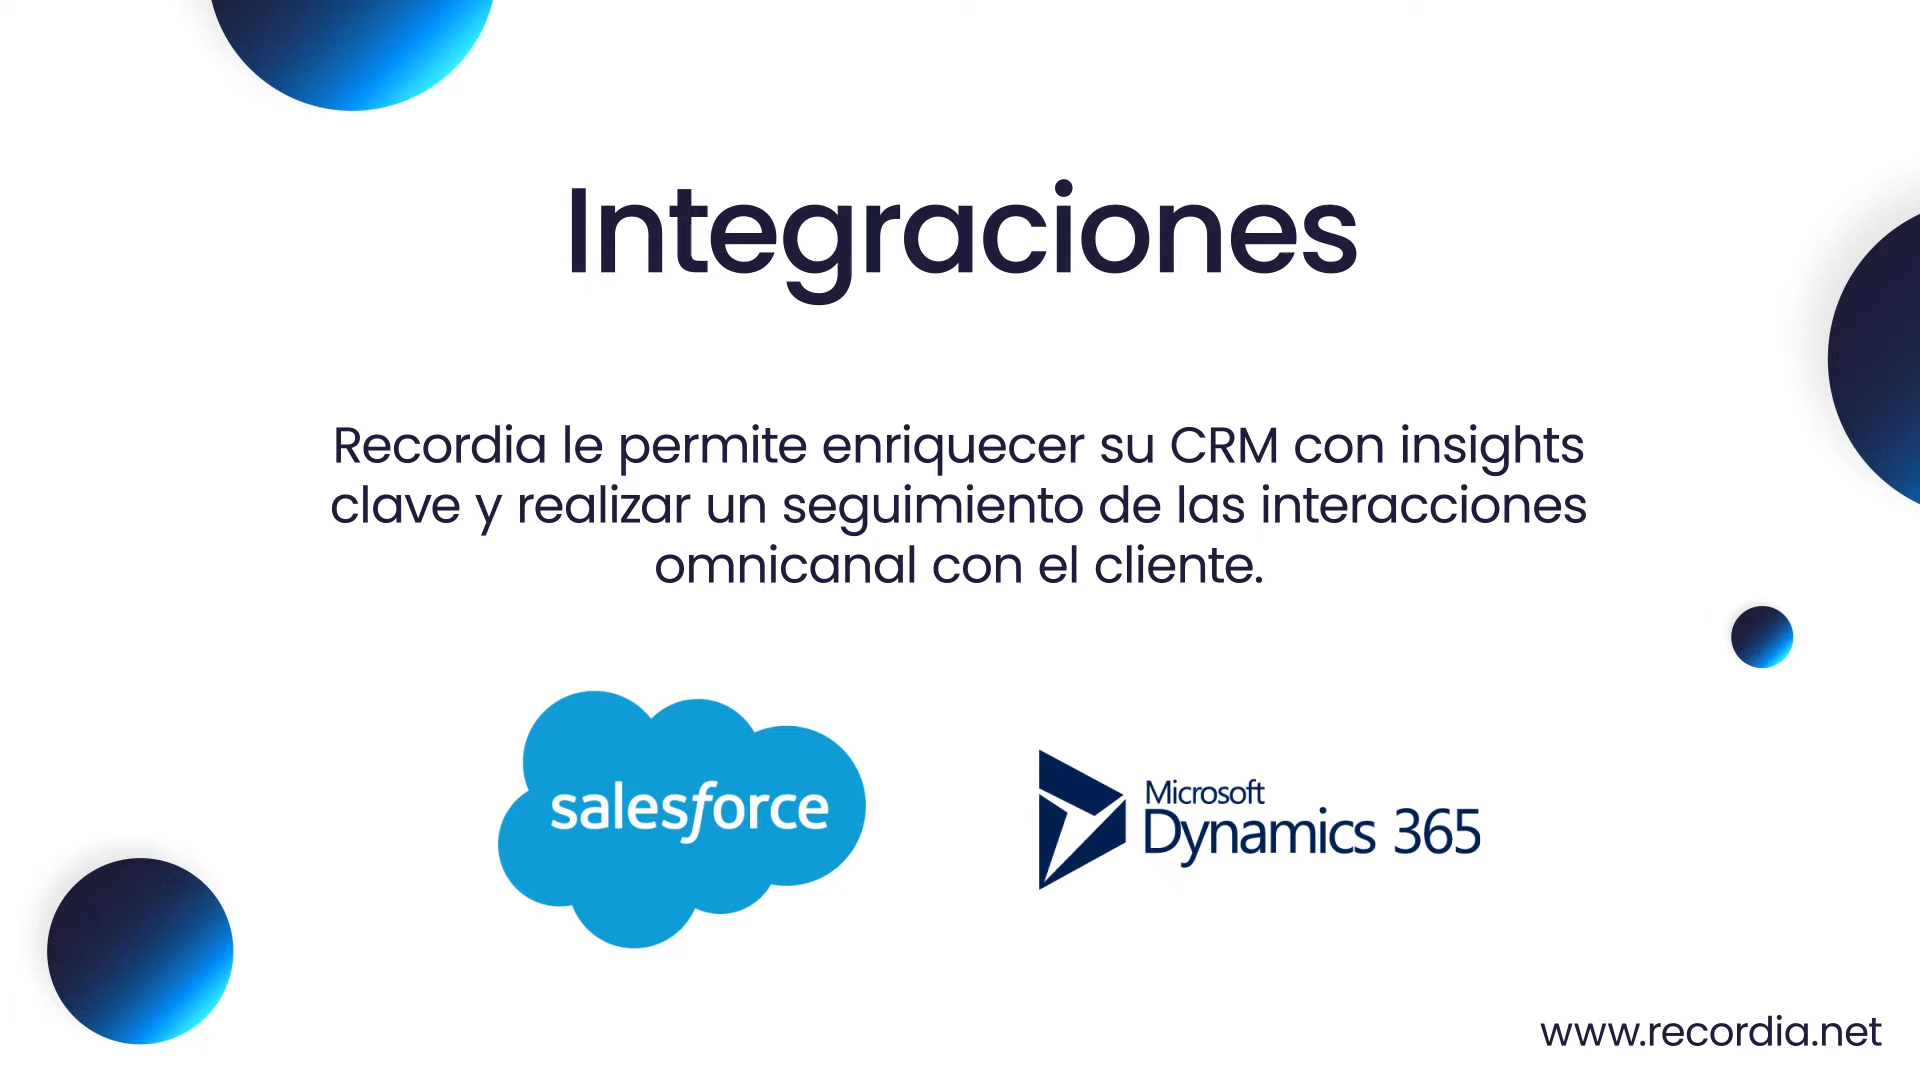 Integraciones
Recordia le permite enriquecer su CRM con insights
clave y realizar un seguimiento de las interacciones
omnicanal con el cliente.
salesforce
Microsoft
Dynamics 365
www.recordia.net